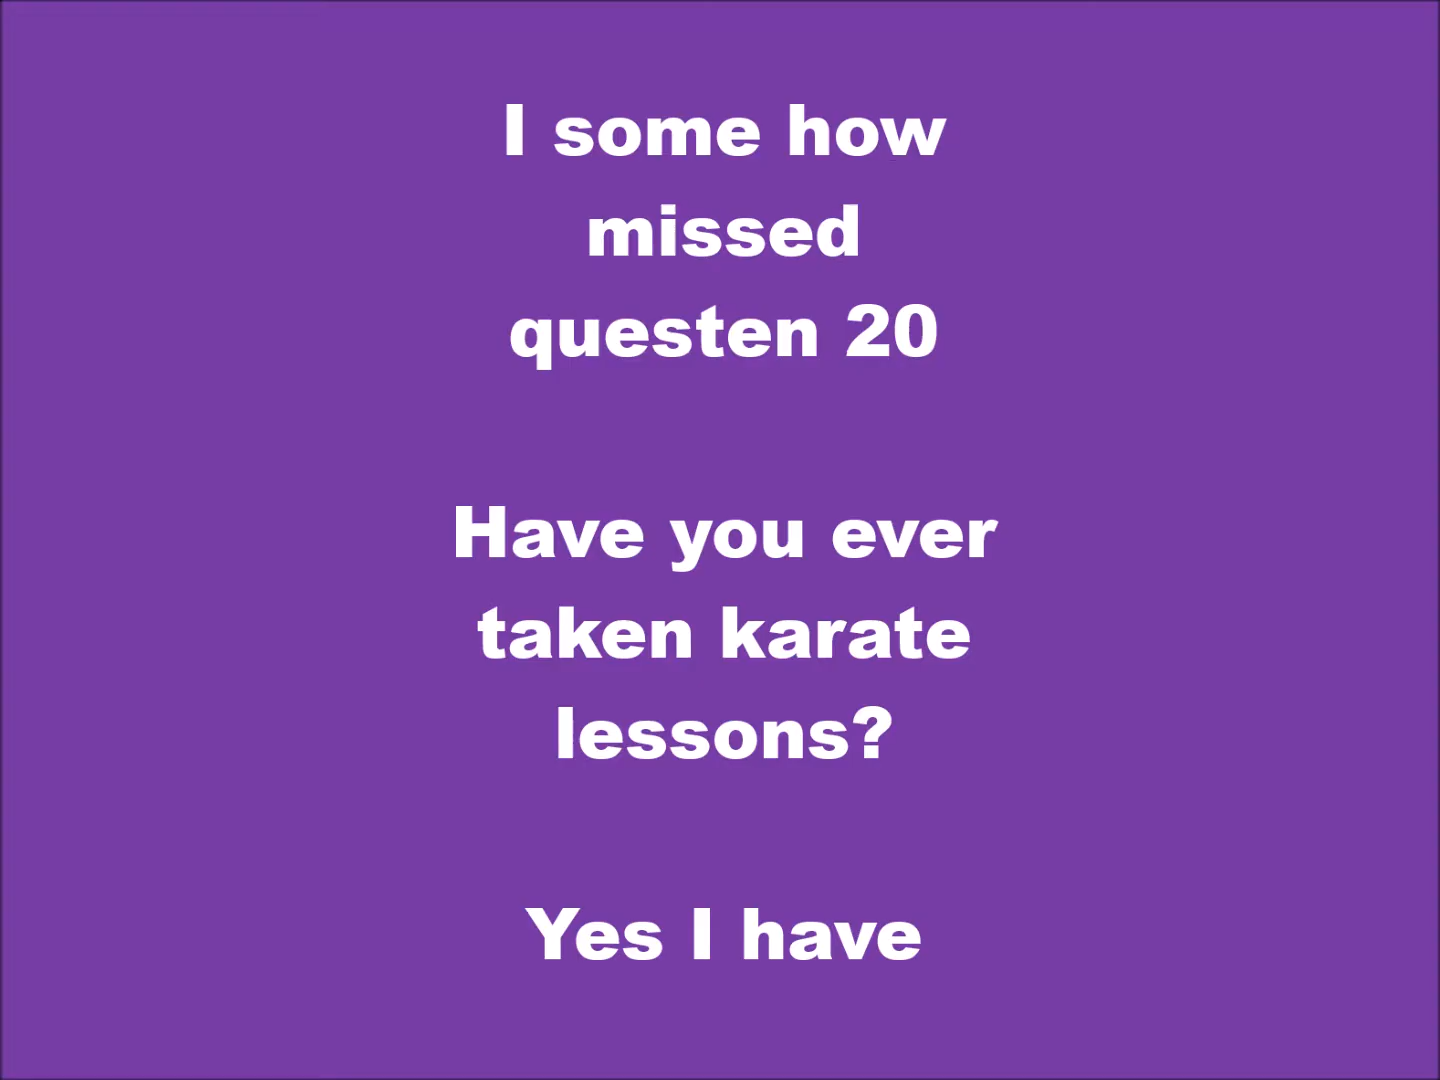 I some how
missed
questen 20
Have you ever
taken karate
lessons?
Yes I have